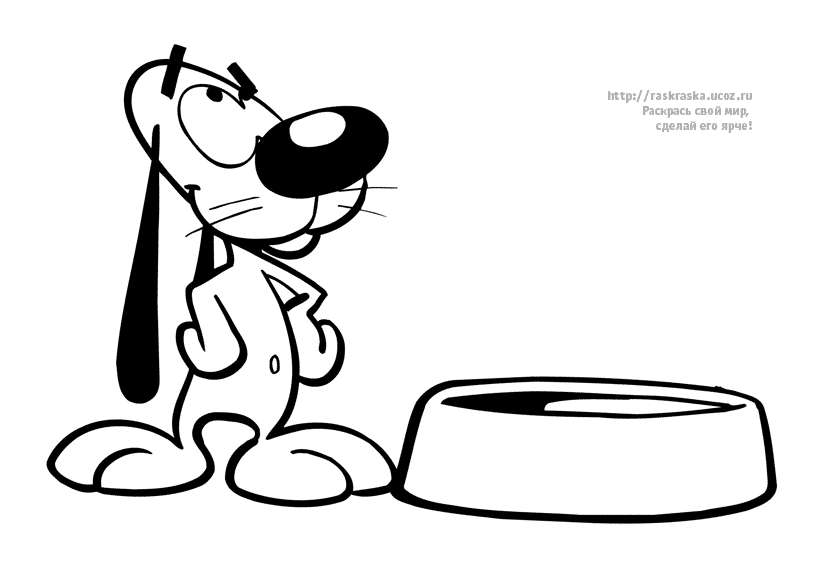 http://raskraska.ucoz.ru
Раскрась свой мир,
сделай его ярче!